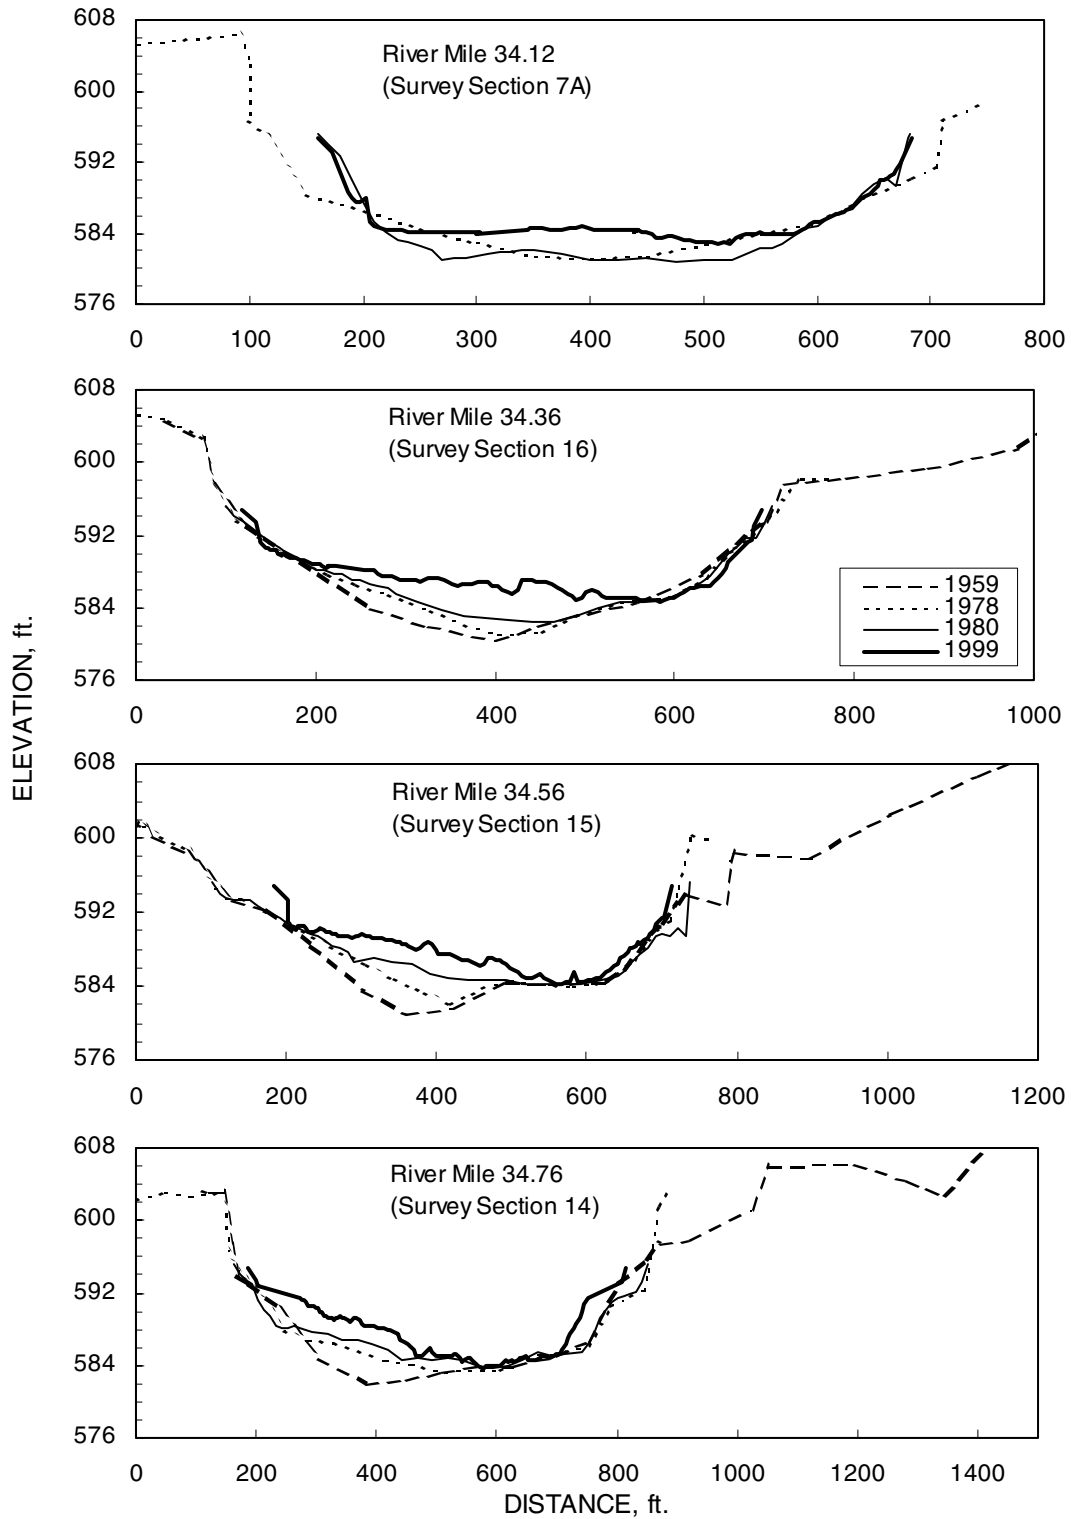 608
600
592
584
576
River Mile 34.12
(Survey Section 7A)
0 100 200 300 400 500 600 700 800
608
600
592
584
576
River Mile 34.36
(Survey Section 16)
1959
1978
1980
1999
0 200 400 600 800 1000
ELEVATION, ft.
608
600
592
584
576
River Mile 34.56
(Survey Section 15)
0 200 400 600 800 1000 1200
608
600
592
584
576
River Mile 34.76
(Survey Section 14)
0 200 400 600 800 1000 1200 1400
DISTANCE, ft.